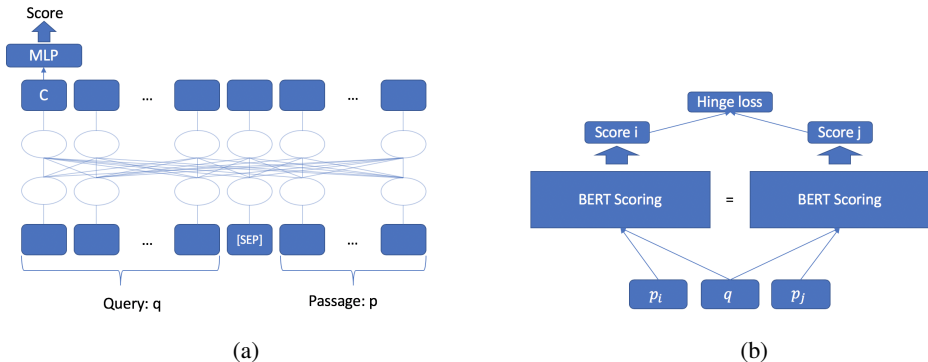 Score
MLP
C
...
...
[SEP]
...
...
Query: q
Passage: p
(a)
Hinge loss
Score i
Score j
BERT Scoring
=
BERT Scoring
p_i
q
p_j
(b)